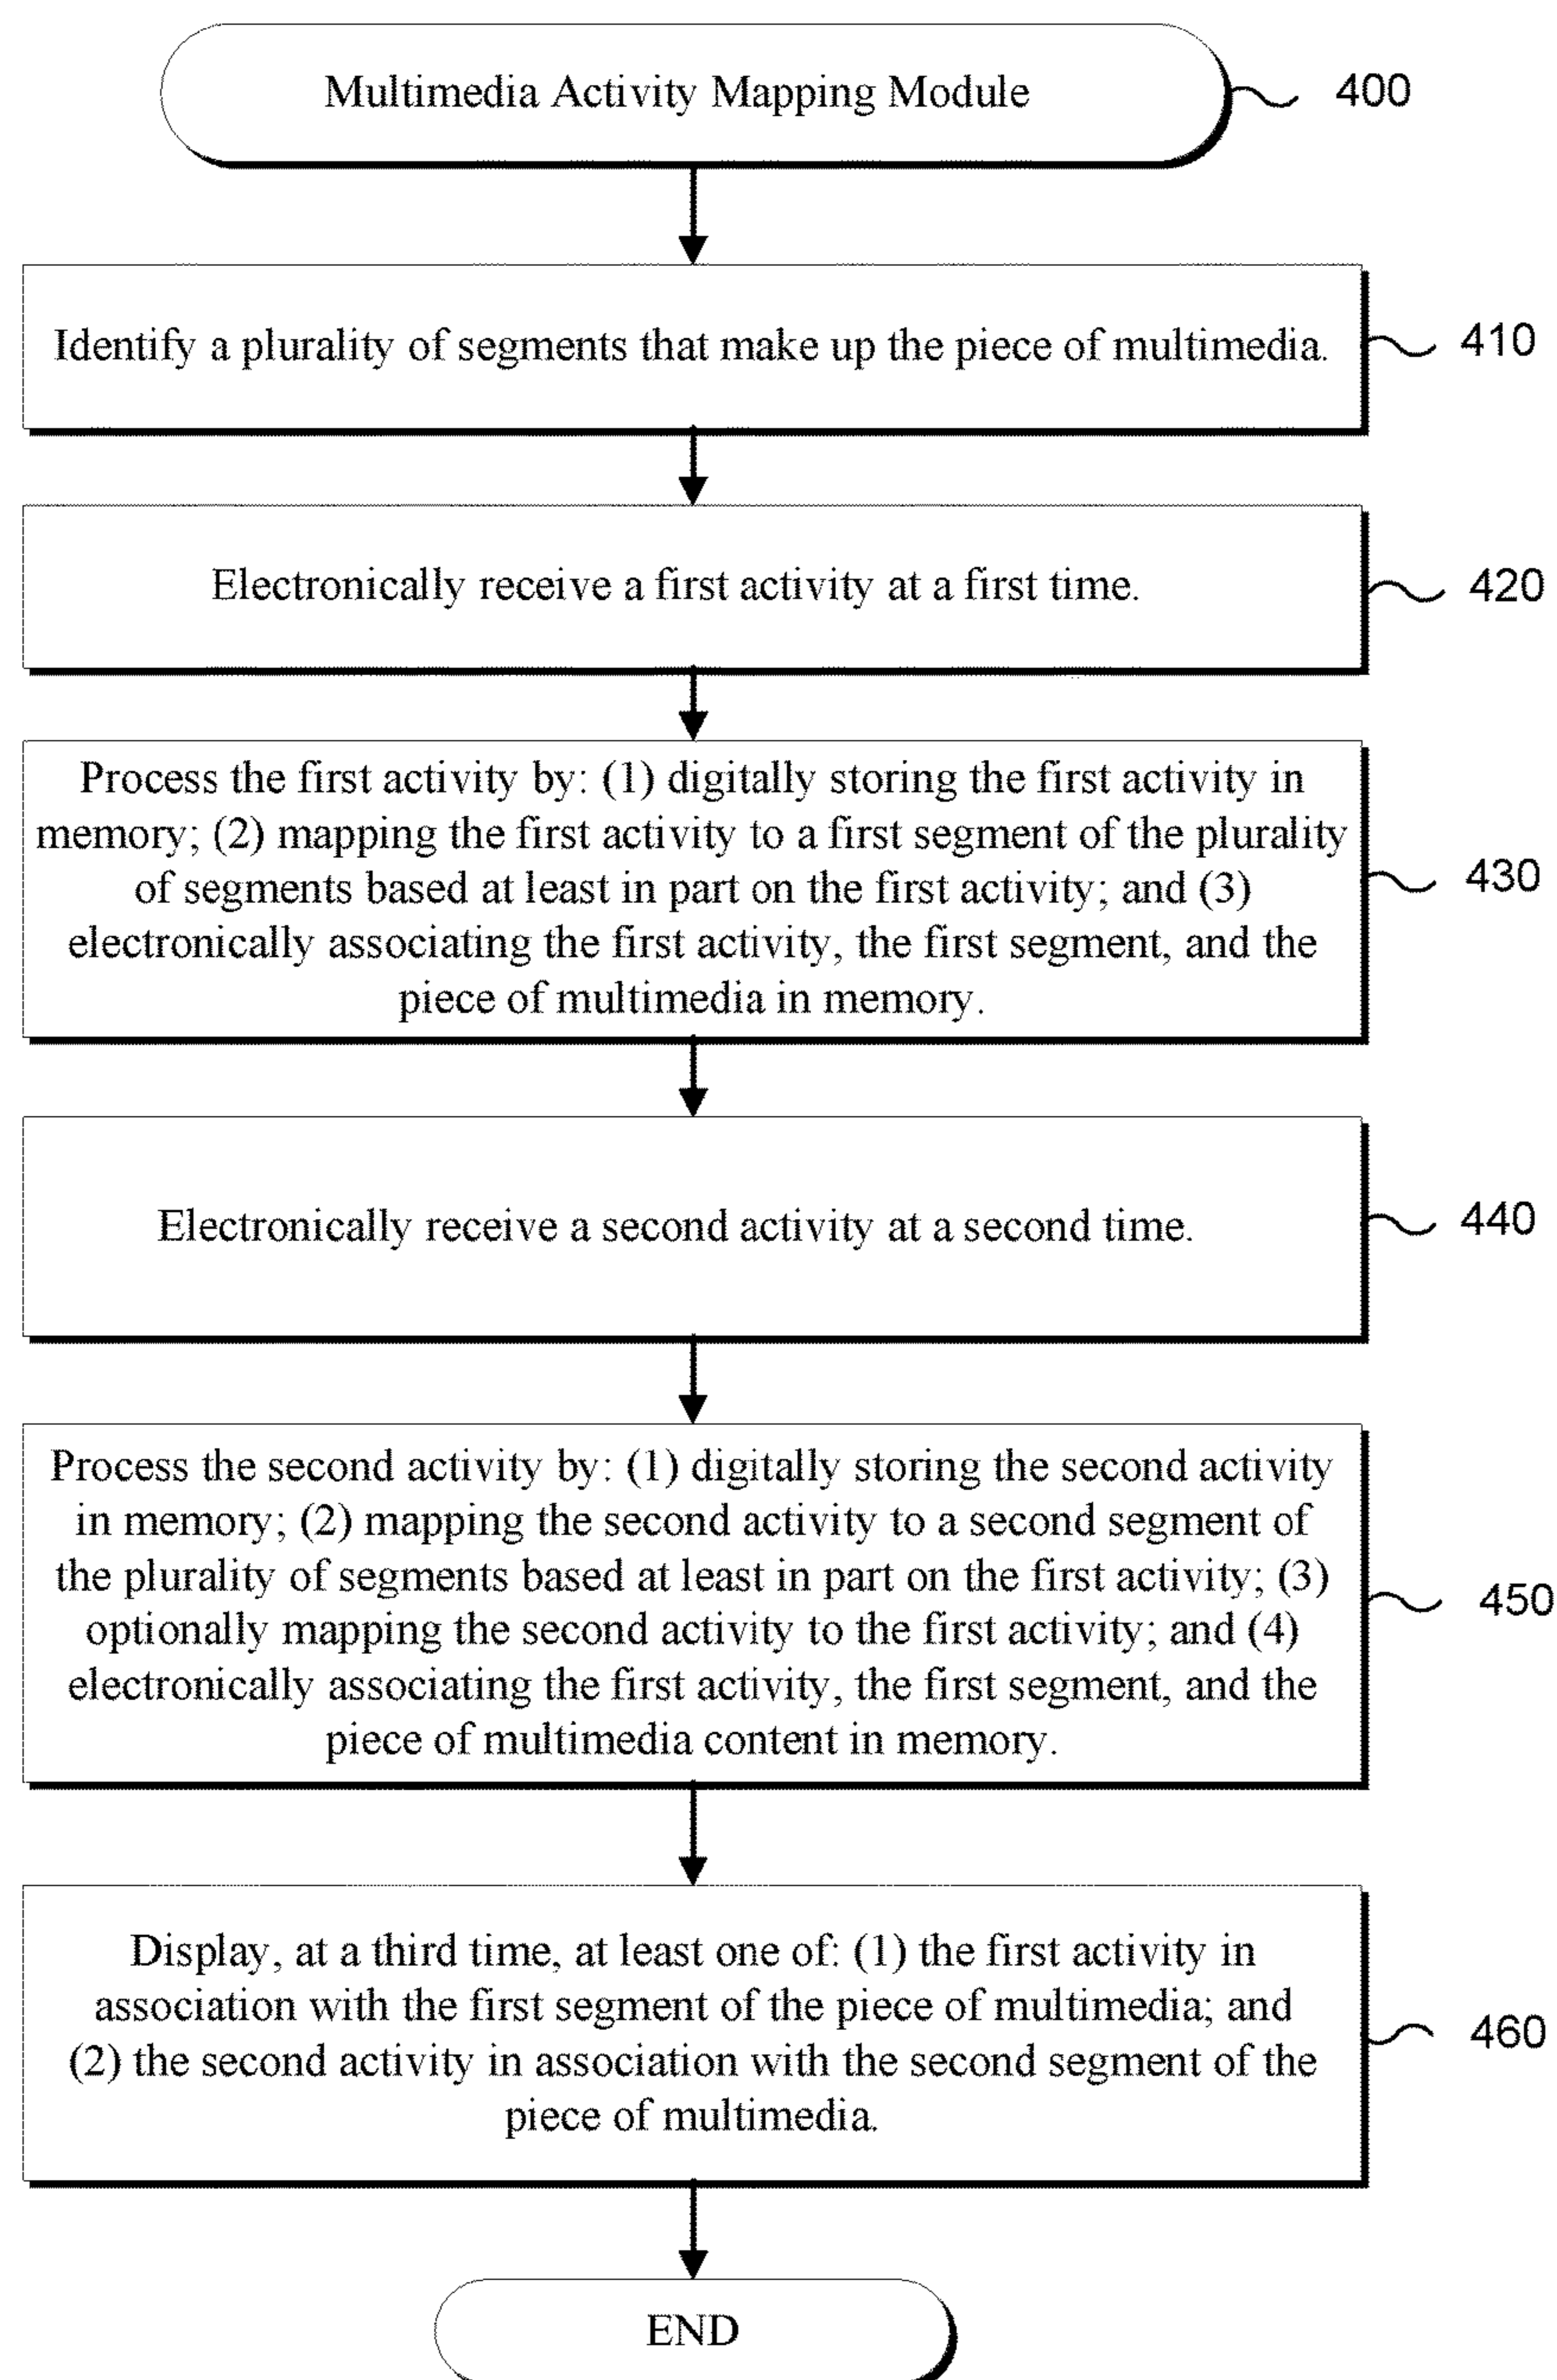 Multimedia Activity Mapping Module
400
Identify a plurality of segments that make up the piece of multimedia.
410
Electronically receive a first activity at a first time.
420
Process the first activity by: (1) digitally storing the first activity in
memory; (2) mapping the first activity to a first segment of the plurality
of segments based at least in part on the first activity; and (3)
electronically associating the first activity, the first segment, and the
piece of multimedia in memory.
430
Electronically receive a second activity at a second time.
440
Process the second activity by: (1) digitally storing the second activity
in memory; (2) mapping the second activity to a second segment of
the plurality of segments based at least in part on the first activity; (3)
optionally mapping the second activity to the first activity; and (4)
electronically associating the first activity, the first segment, and the
piece of multimedia content in memory.
450
Display, at a third time, at least one of: (1) the first activity in
association with the first segment of the piece of multimedia; and
(2) the second activity in association with the second segment of the
piece of multimedia.
460
END